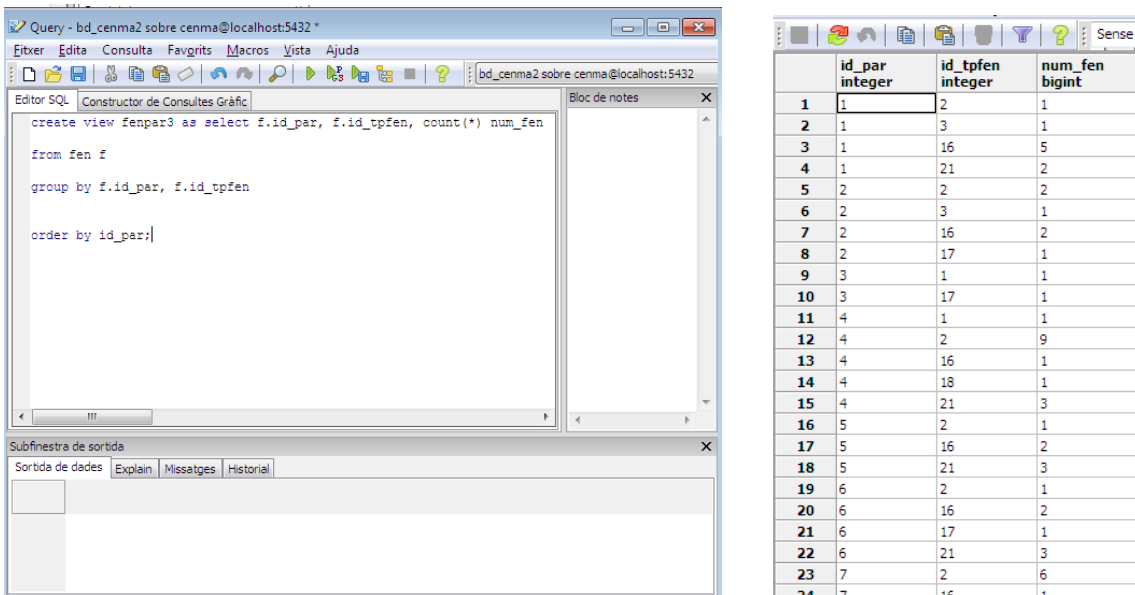 Query - bd_cenma2 sobre cenma@localhost:5432 *
Fitxer Edita Consulta Favorits Macros Vista Ajuda
bd_cenma2 sobre cenma@localhost:5432
Editor SQL Constructor de Consultes Gràfic
Bloc de notes X
create view fenpar3 as select f.id_par, f.id_tpfen, count(*) num_fen
from fen f
group by f.id_par, f.id_tpfen
order by id_par;
Subfinestra de sortida X
Sortida de dades Explain Missatges Historial
Sense
id_par id_tpfen num_fen
integer integer bigint
1 1 2 1
2 1 3 1
3 1 16 5
4 1 21 2
5 2 2 2
6 2 3 1
7 2 16 2
8 2 17 1
9 3 1 1
10 3 17 1
11 4 1 1
12 4 2 9
13 4 16 1
14 4 18 1
15 4 21 3
16 5 2 1
17 5 16 2
18 5 21 3
19 6 2 1
20 6 16 2
21 6 17 1
22 6 21 3
23 7 2 6
24 7 16 1